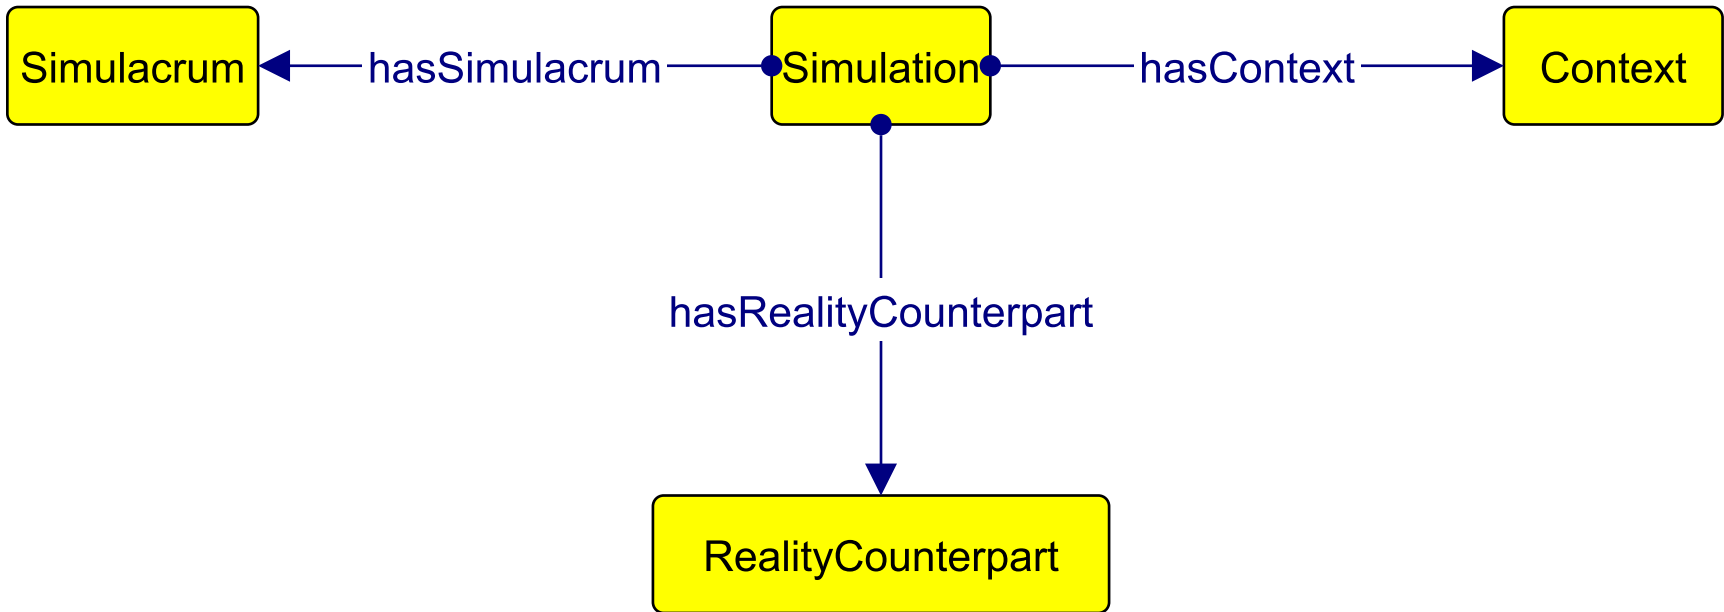 Simulacrum hasSimulacrum Simulation hasContext Context
hasRealityCounterpart
RealityCounterpart